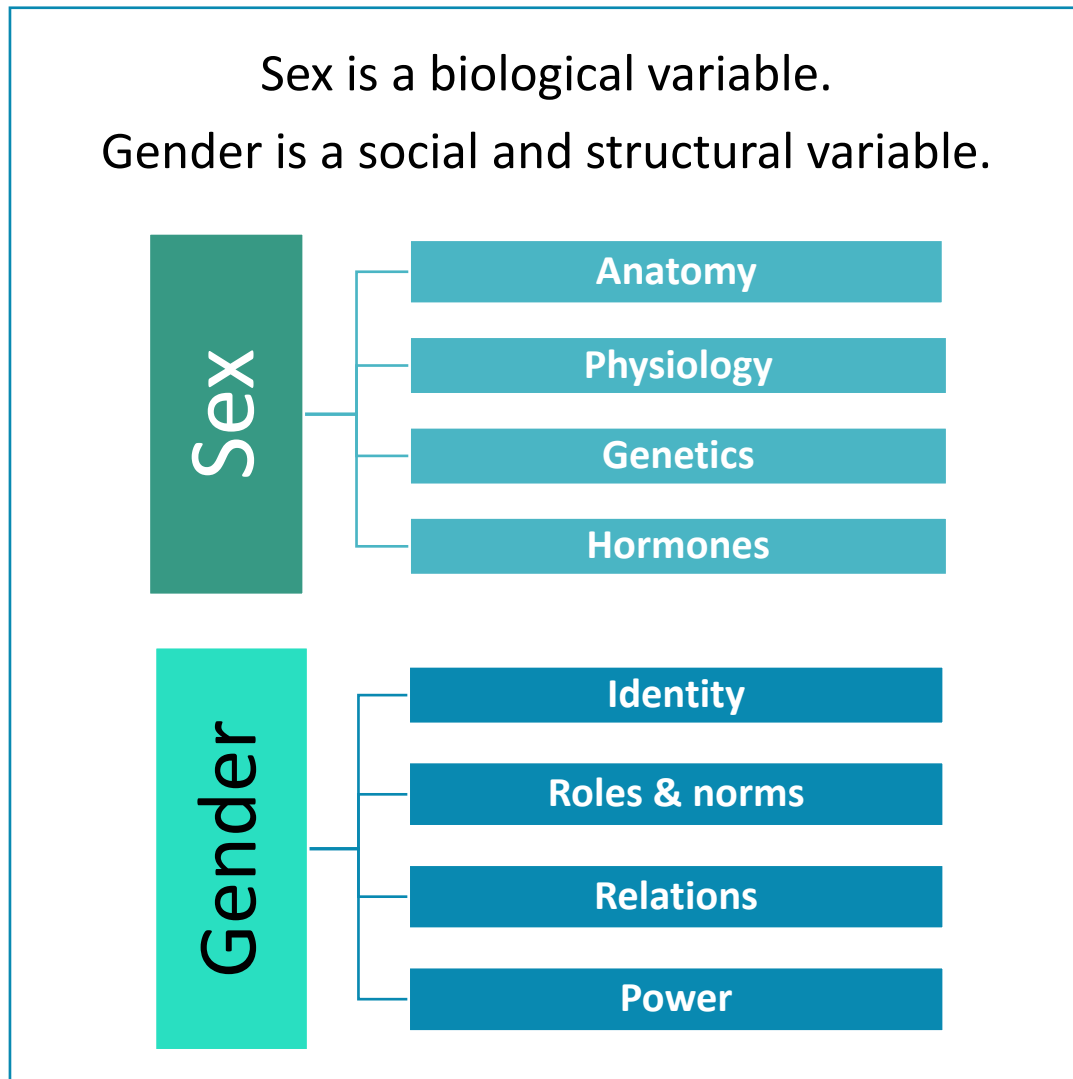 Sex is a biological variable.
Gender is a social and structural variable.
Sex
Anatomy
Physiology
Genetics
Hormones
Gender
Identity
Roles & norms
Relations
Power